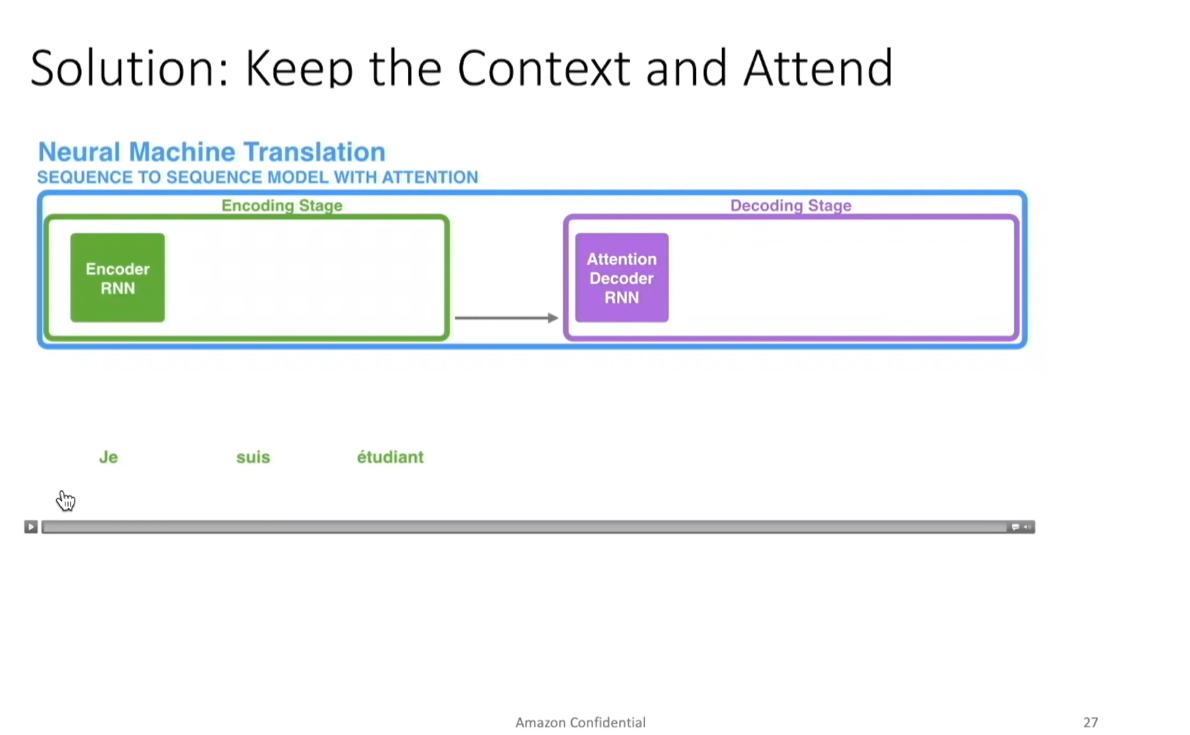 Solution: Keep the Context and Attend
Neural Machine Translation
SEQUENCE TO SEQUENCE MODEL WITH ATTENTION
Encoding Stage
Decoding Stage
Encoder
RNN
Attention
Decoder
RNN
Je suis étudiant
Amazon Confidential
27